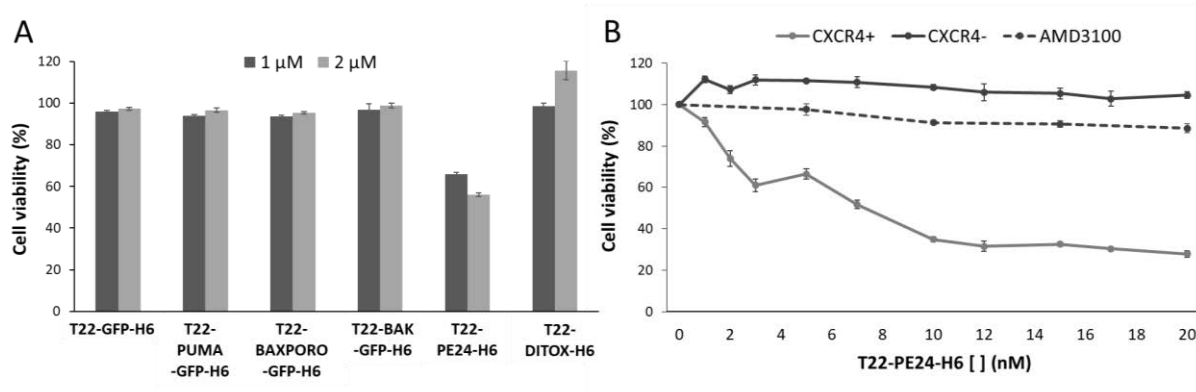 A
1 μM 2 μM
120
100
80
60
40
20
0
Cell viability (%)
T22-GFP-H6
T22-
PUMA
-GFP-H6
T22-
BAXPORO
-GFP-H6
T22-BAK
-GFP-H6
T22-
PE24-H6
T22-
DITOX-H6
B
CXCR4+ CXCR4- AMD3100
120
100
80
60
40
20
0
Cell viability (%)
0 2 4 6 8 10 12 14 16 18 20
T22-PE24-H6 [ ] (nM)